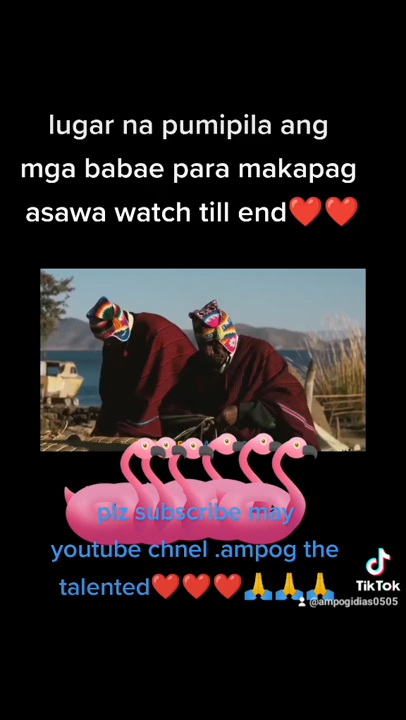 lugar na pumipila ang
mga babae para makapag
asawa watch till end❤️❤️
plz subscribe may
youtube chnel .ampog the
talented❤️❤️❤️🙏🙏🙏
TikTok
@ampogidias0505